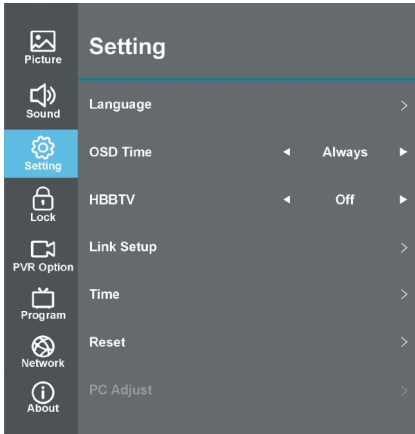 Setting
Picture
Sound
Setting
Lock
PVR Option
Program
Network
About
Language
OSD Time Always
HBBTV Off
Link Setup
Time
Reset
PC Adjust